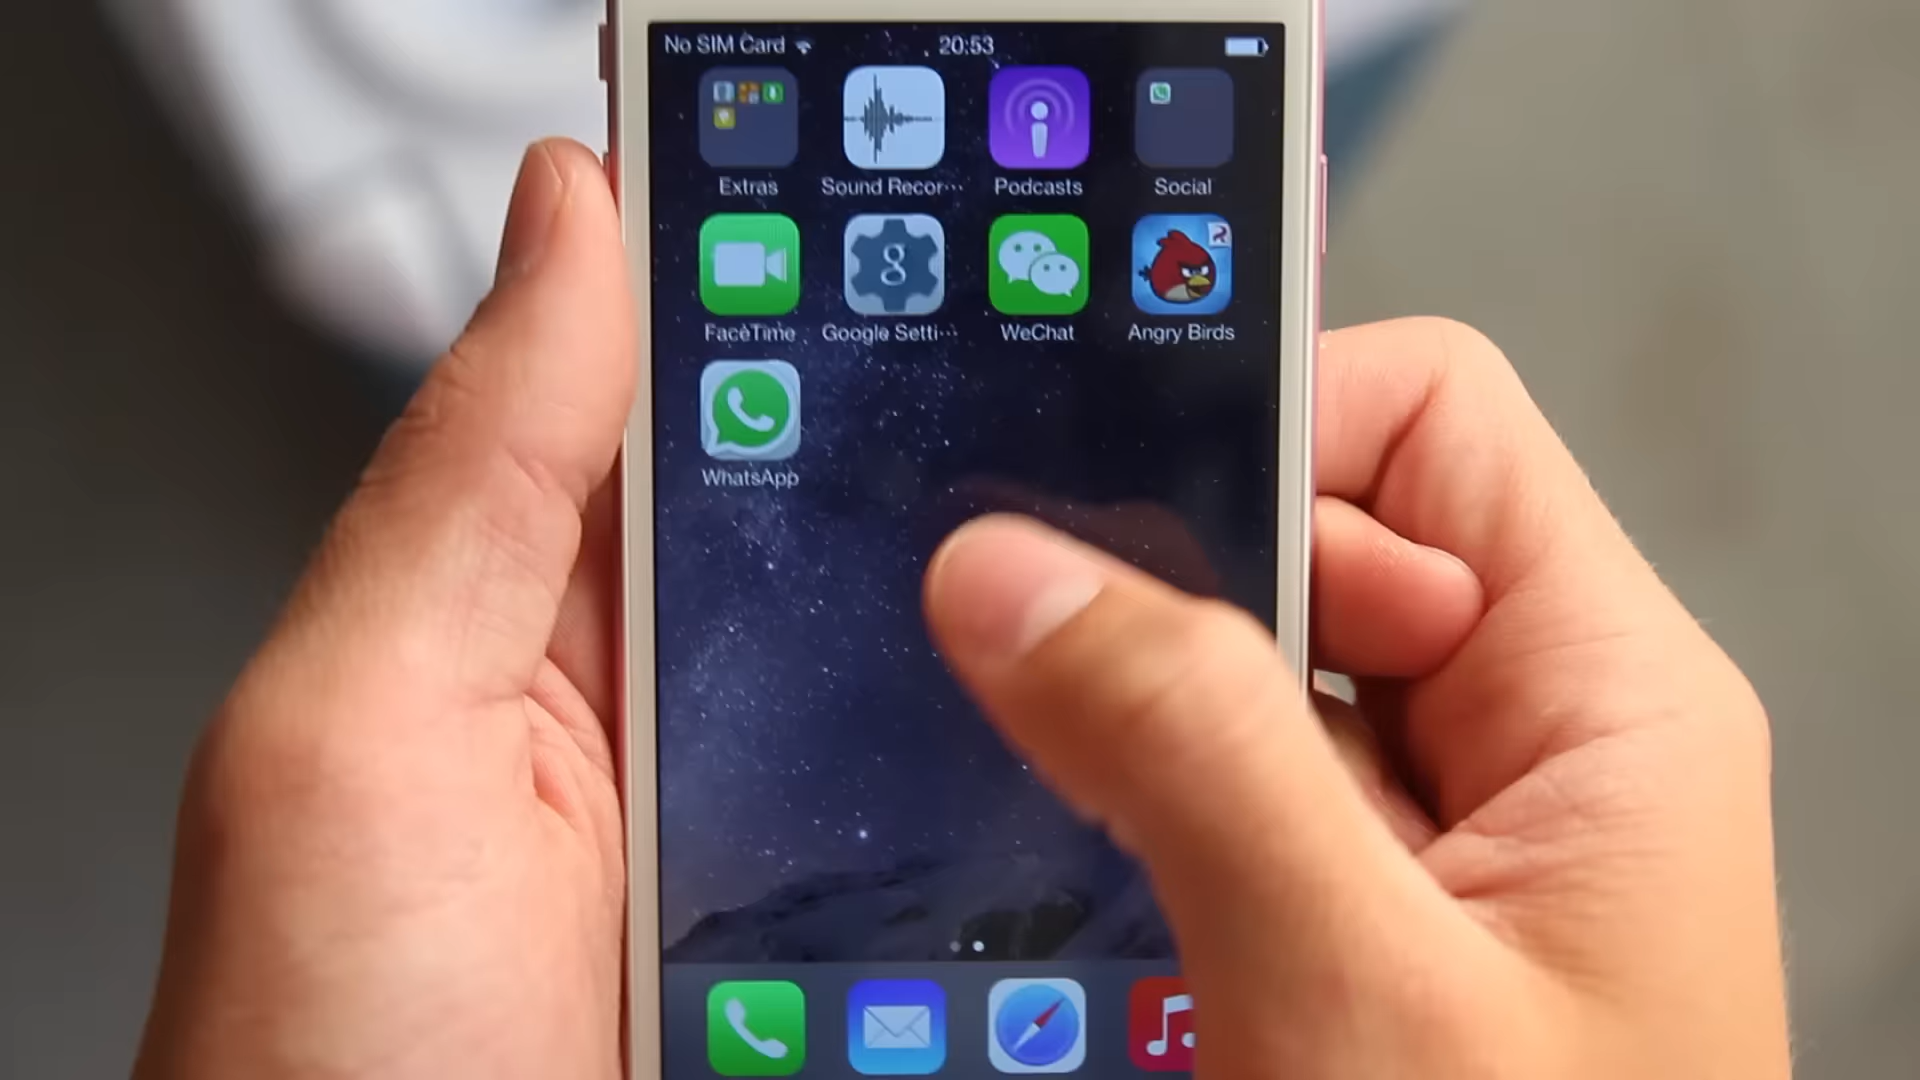 No SIM Card 20:53
Extras Sound Recor... Podcasts Social
g
FaceTime Google Setti... WeChat Angry Birds
WhatsApp